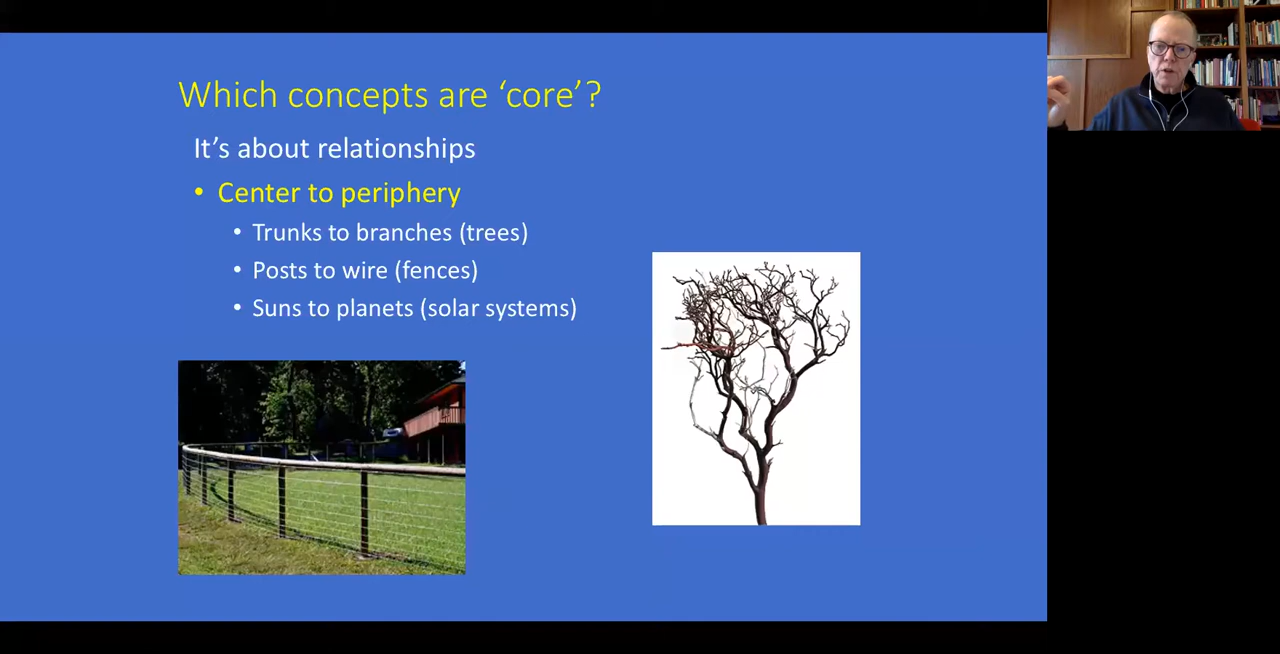 Which concepts are ‘core’?
It’s about relationships
• Center to periphery
• Trunks to branches (trees)
• Posts to wire (fences)
• Suns to planets (solar systems)